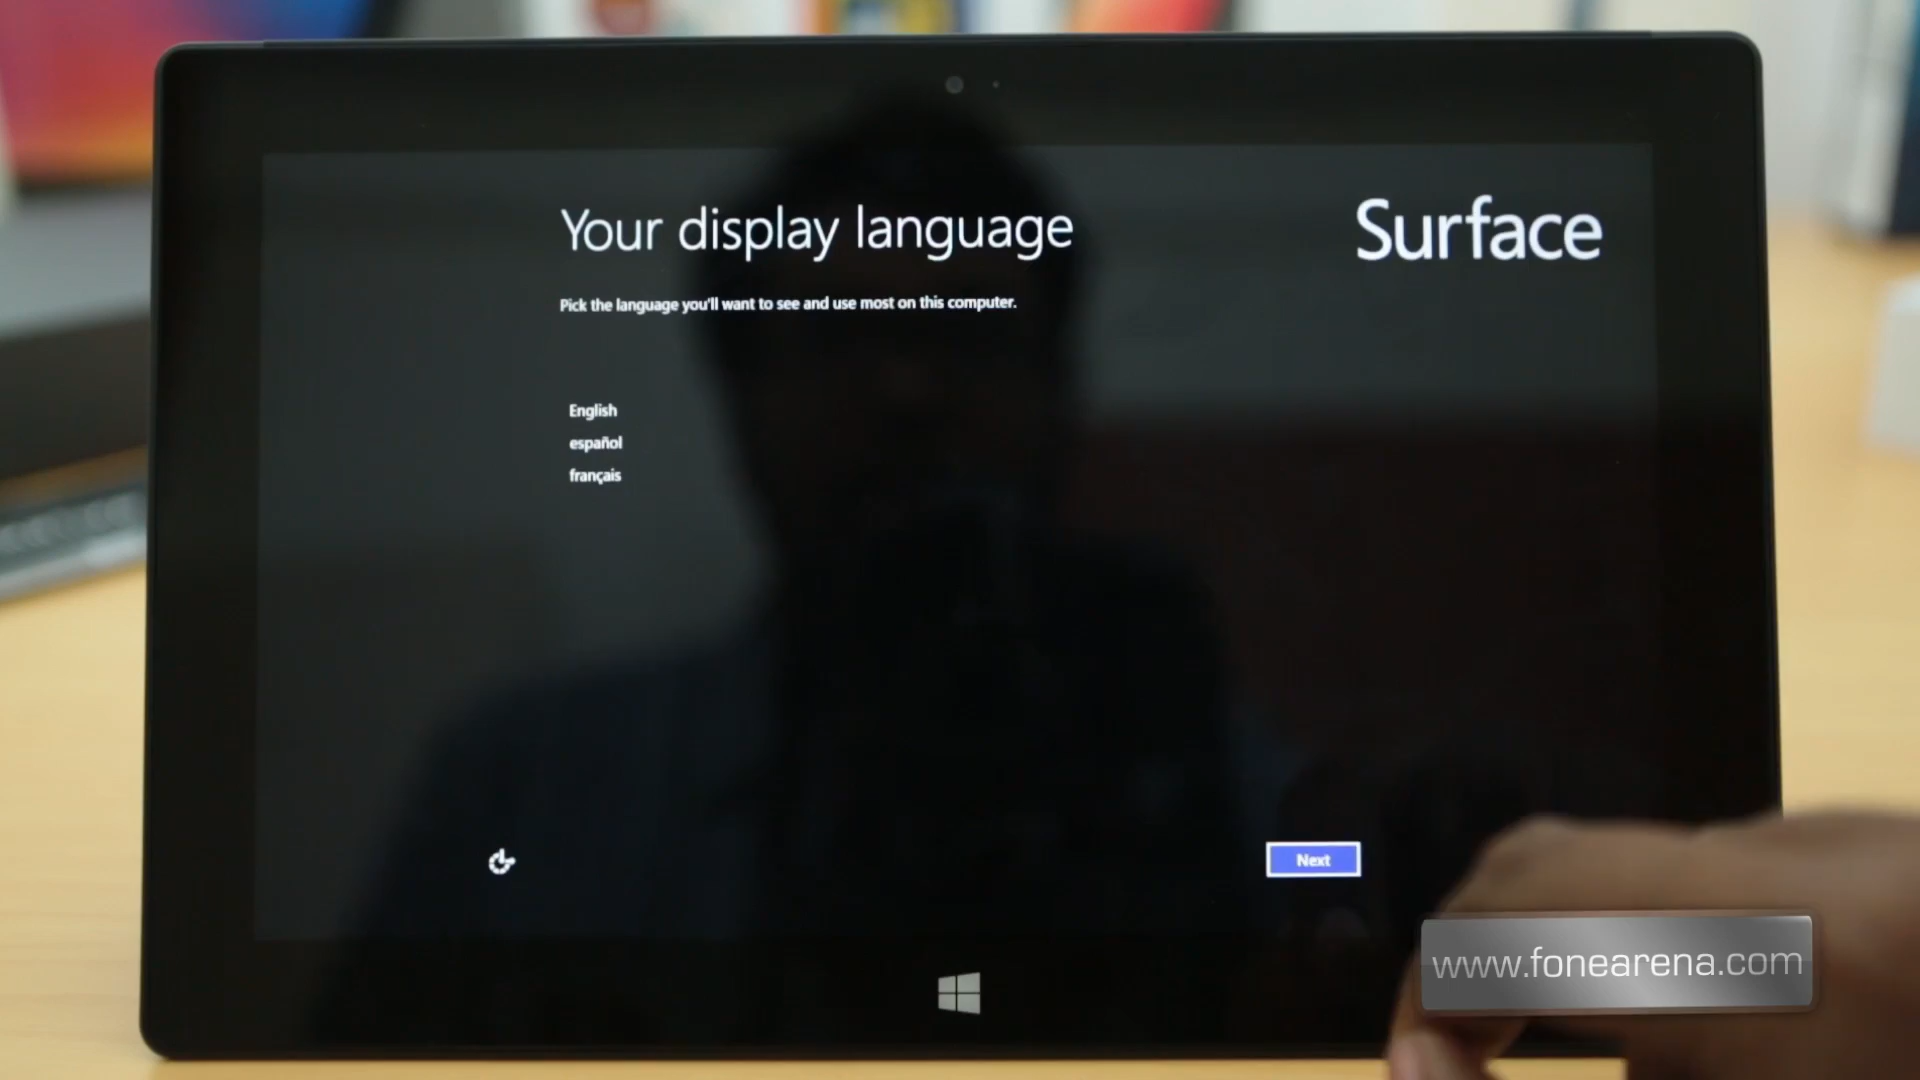 Your display language
Surface
Pick the language you'll want to see and use most on this computer.
English
español
français
Next
www.fonearena.com